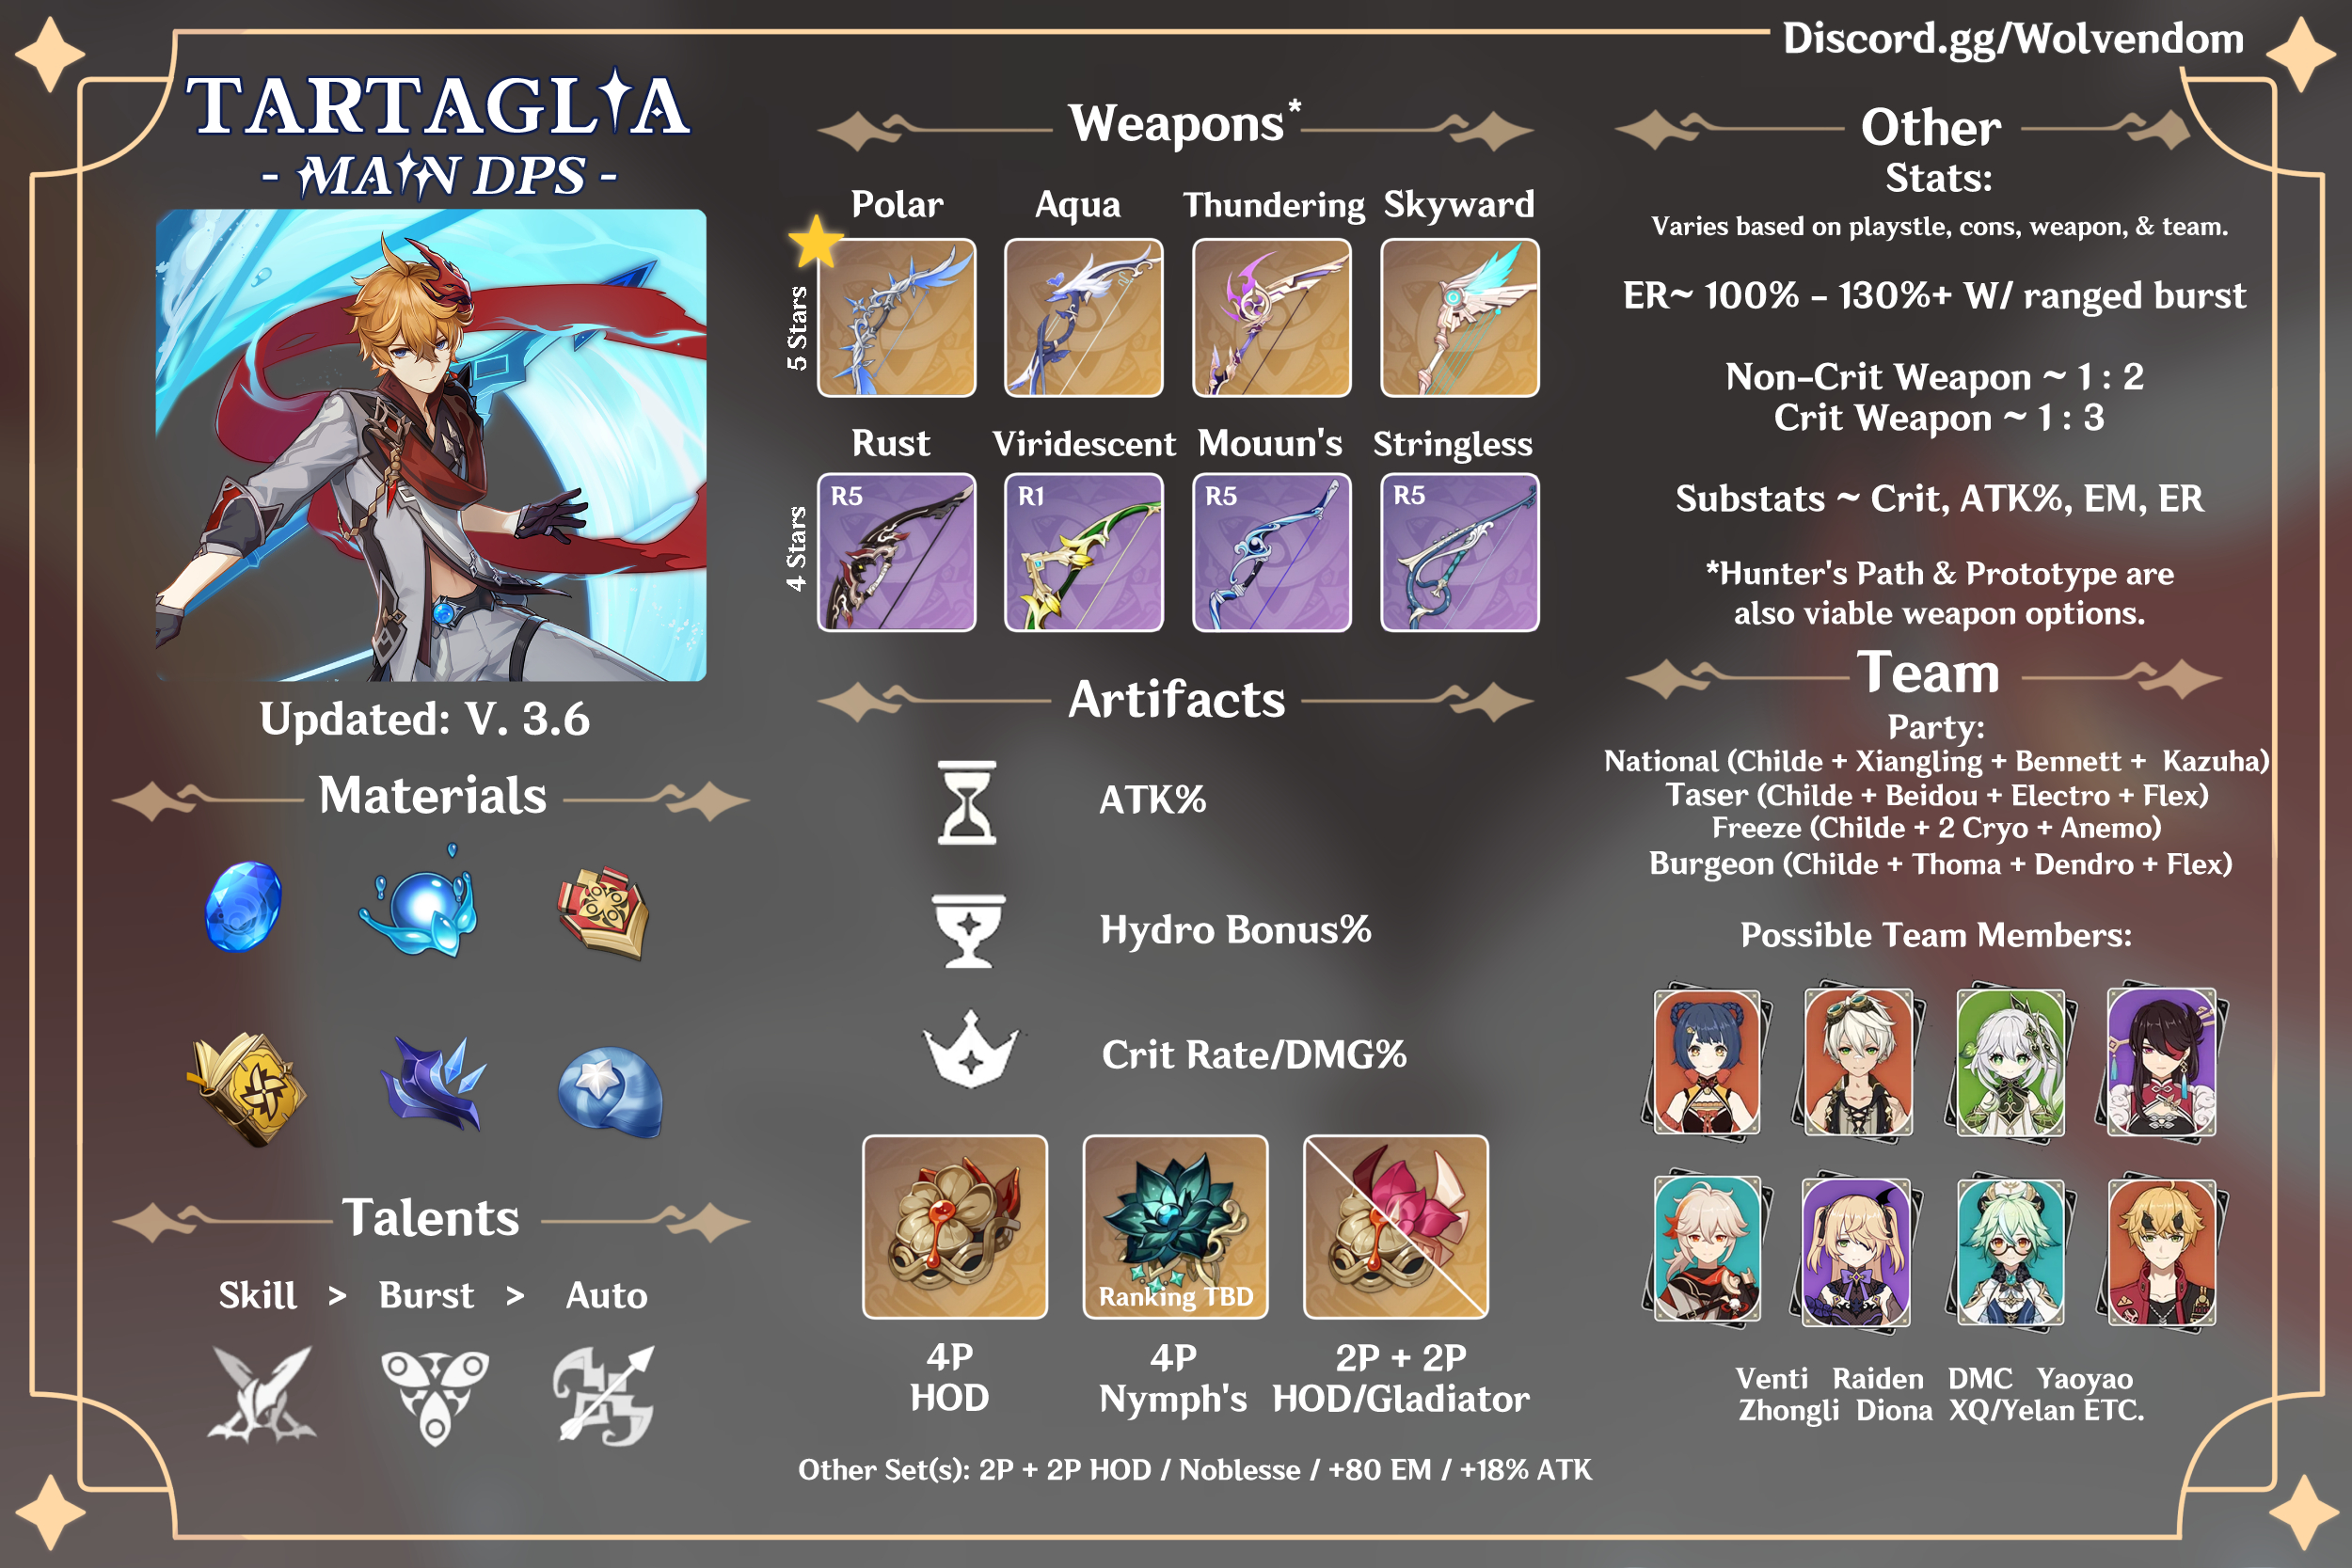 Discord.gg/Wolvendom
TARTAGLIA
- MAIN DPS -
Updated: V. 3.6
Materials
Talents
Skill > Burst > Auto
Weapons*
Polar Aqua Thundering Skyward
5 Stars
Rust Viridescent Mouun's Stringless
4 Stars
R5 R1 R5 R5
Artifacts
ATK%
Hydro Bonus%
Crit Rate/DMG%
Ranking TBD
4P 4P 2P + 2P
HOD Nymph's HOD/Gladiator
Other Set(s): 2P + 2P HOD / Noblesse / +80 EM / +18% ATK
Other
Stats:
Varies based on playstle, cons, weapon, & team.
ER~ 100% - 130%+ W/ ranged burst
Non-Crit Weapon ~ 1 : 2
Crit Weapon ~ 1 : 3
Substats ~ Crit, ATK%, EM, ER
*Hunter's Path & Prototype are
also viable weapon options.
Team
Party:
National (Childe + Xiangling + Bennett + Kazuha)
Taser (Childe + Beidou + Electro + Flex)
Freeze (Childe + 2 Cryo + Anemo)
Burgeon (Childe + Thoma + Dendro + Flex)
Possible Team Members:
Venti Raiden DMC Yaoyao
Zhongli Diona XQ/Yelan ETC.